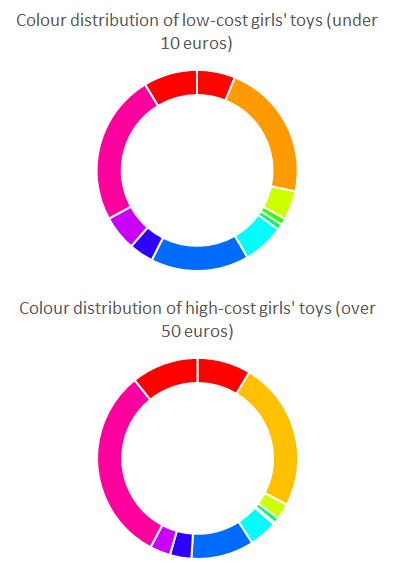 Colour distribution of low-cost girls' toys (under
10 euros)
Colour distribution of high-cost girls' toys (over
50 euros)